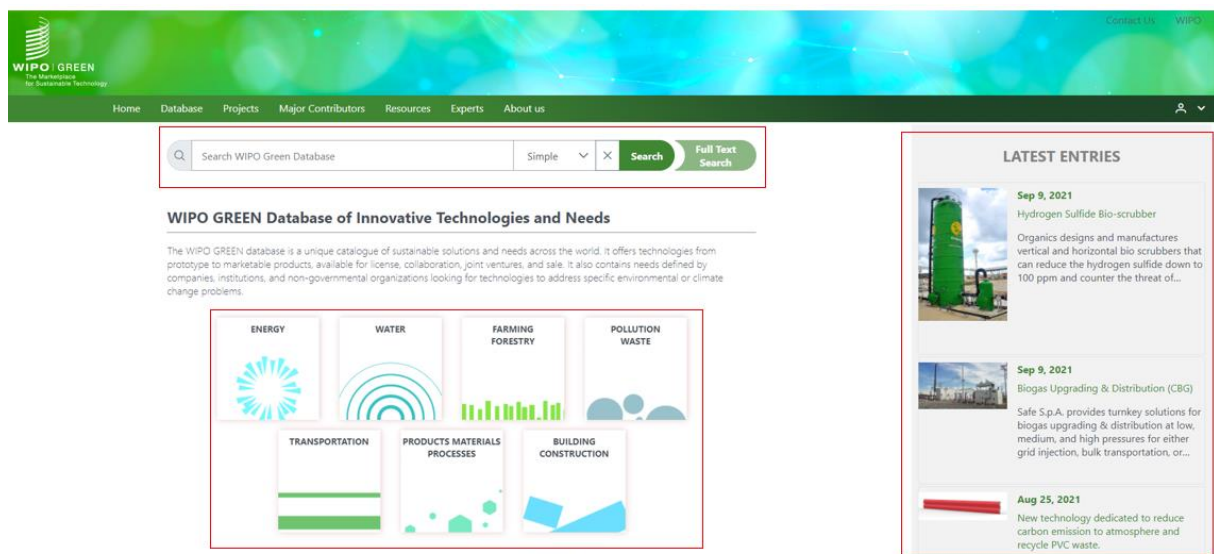 Contact Us WIPO
WIPO | GREEN
The Marketplace
for Sustainable Technology
Home Database Projects Major Contributors Resources Experts About us
Search WIPO Green Database
Simple
Search
Full Text
Search
WIPO GREEN Database of Innovative Technologies and Needs
The WIPO GREEN database is a unique catalogue of sustainable solutions and needs across the world. It offers technologies from
prototype to marketable products, available for license, collaboration, joint ventures, and sale. It also contains needs defined by
companies, institutions, and non-governmental organizations looking for technologies to address specific environmental or climate
change problems.
ENERGY
WATER
FARMING
FORESTRY
POLLUTION
WASTE
TRANSPORTATION
PRODUCTS MATERIALS
PROCESSES
BUILDING
CONSTRUCTION
LATEST ENTRIES
Sep 9, 2021
Hydrogen Sulfide Bio-scrubber
Organics designs and manufactures
vertical and horizontal bio scrubbers that
can reduce the hydrogen sulfide down to
100 ppm and counter the threat of...
Sep 9, 2021
Biogas Upgrading & Distribution (CBG)
Safe S.p.A. provides turnkey solutions for
biogas upgrading & distribution at low,
medium, and high pressures for either
grid injection, bulk transportation, or...
Aug 25, 2021
New technology dedicated to reduce
carbon emission to atmosphere and
recycle PVC waste.